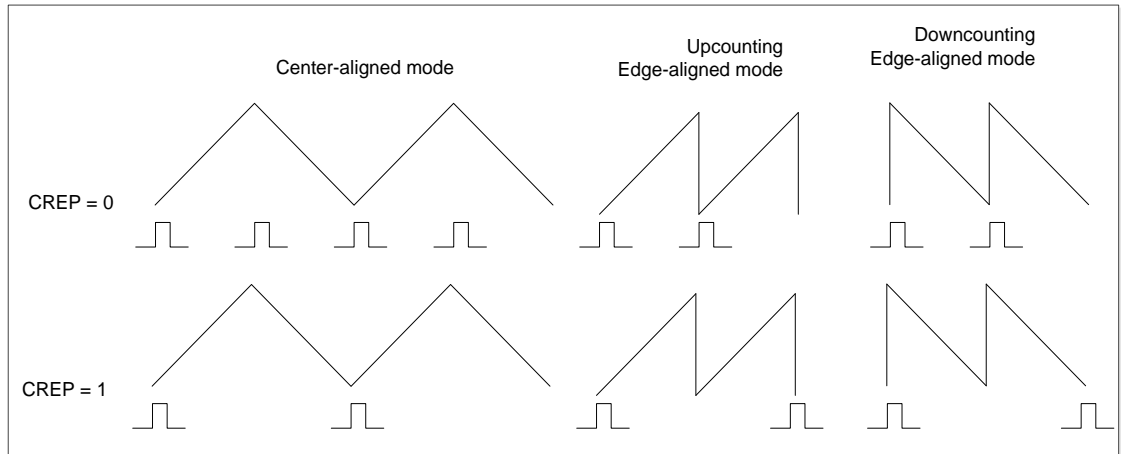 Center-aligned mode
Upcounting
Edge-aligned mode
Downcounting
Edge-aligned mode
CREP = 0
CREP = 1